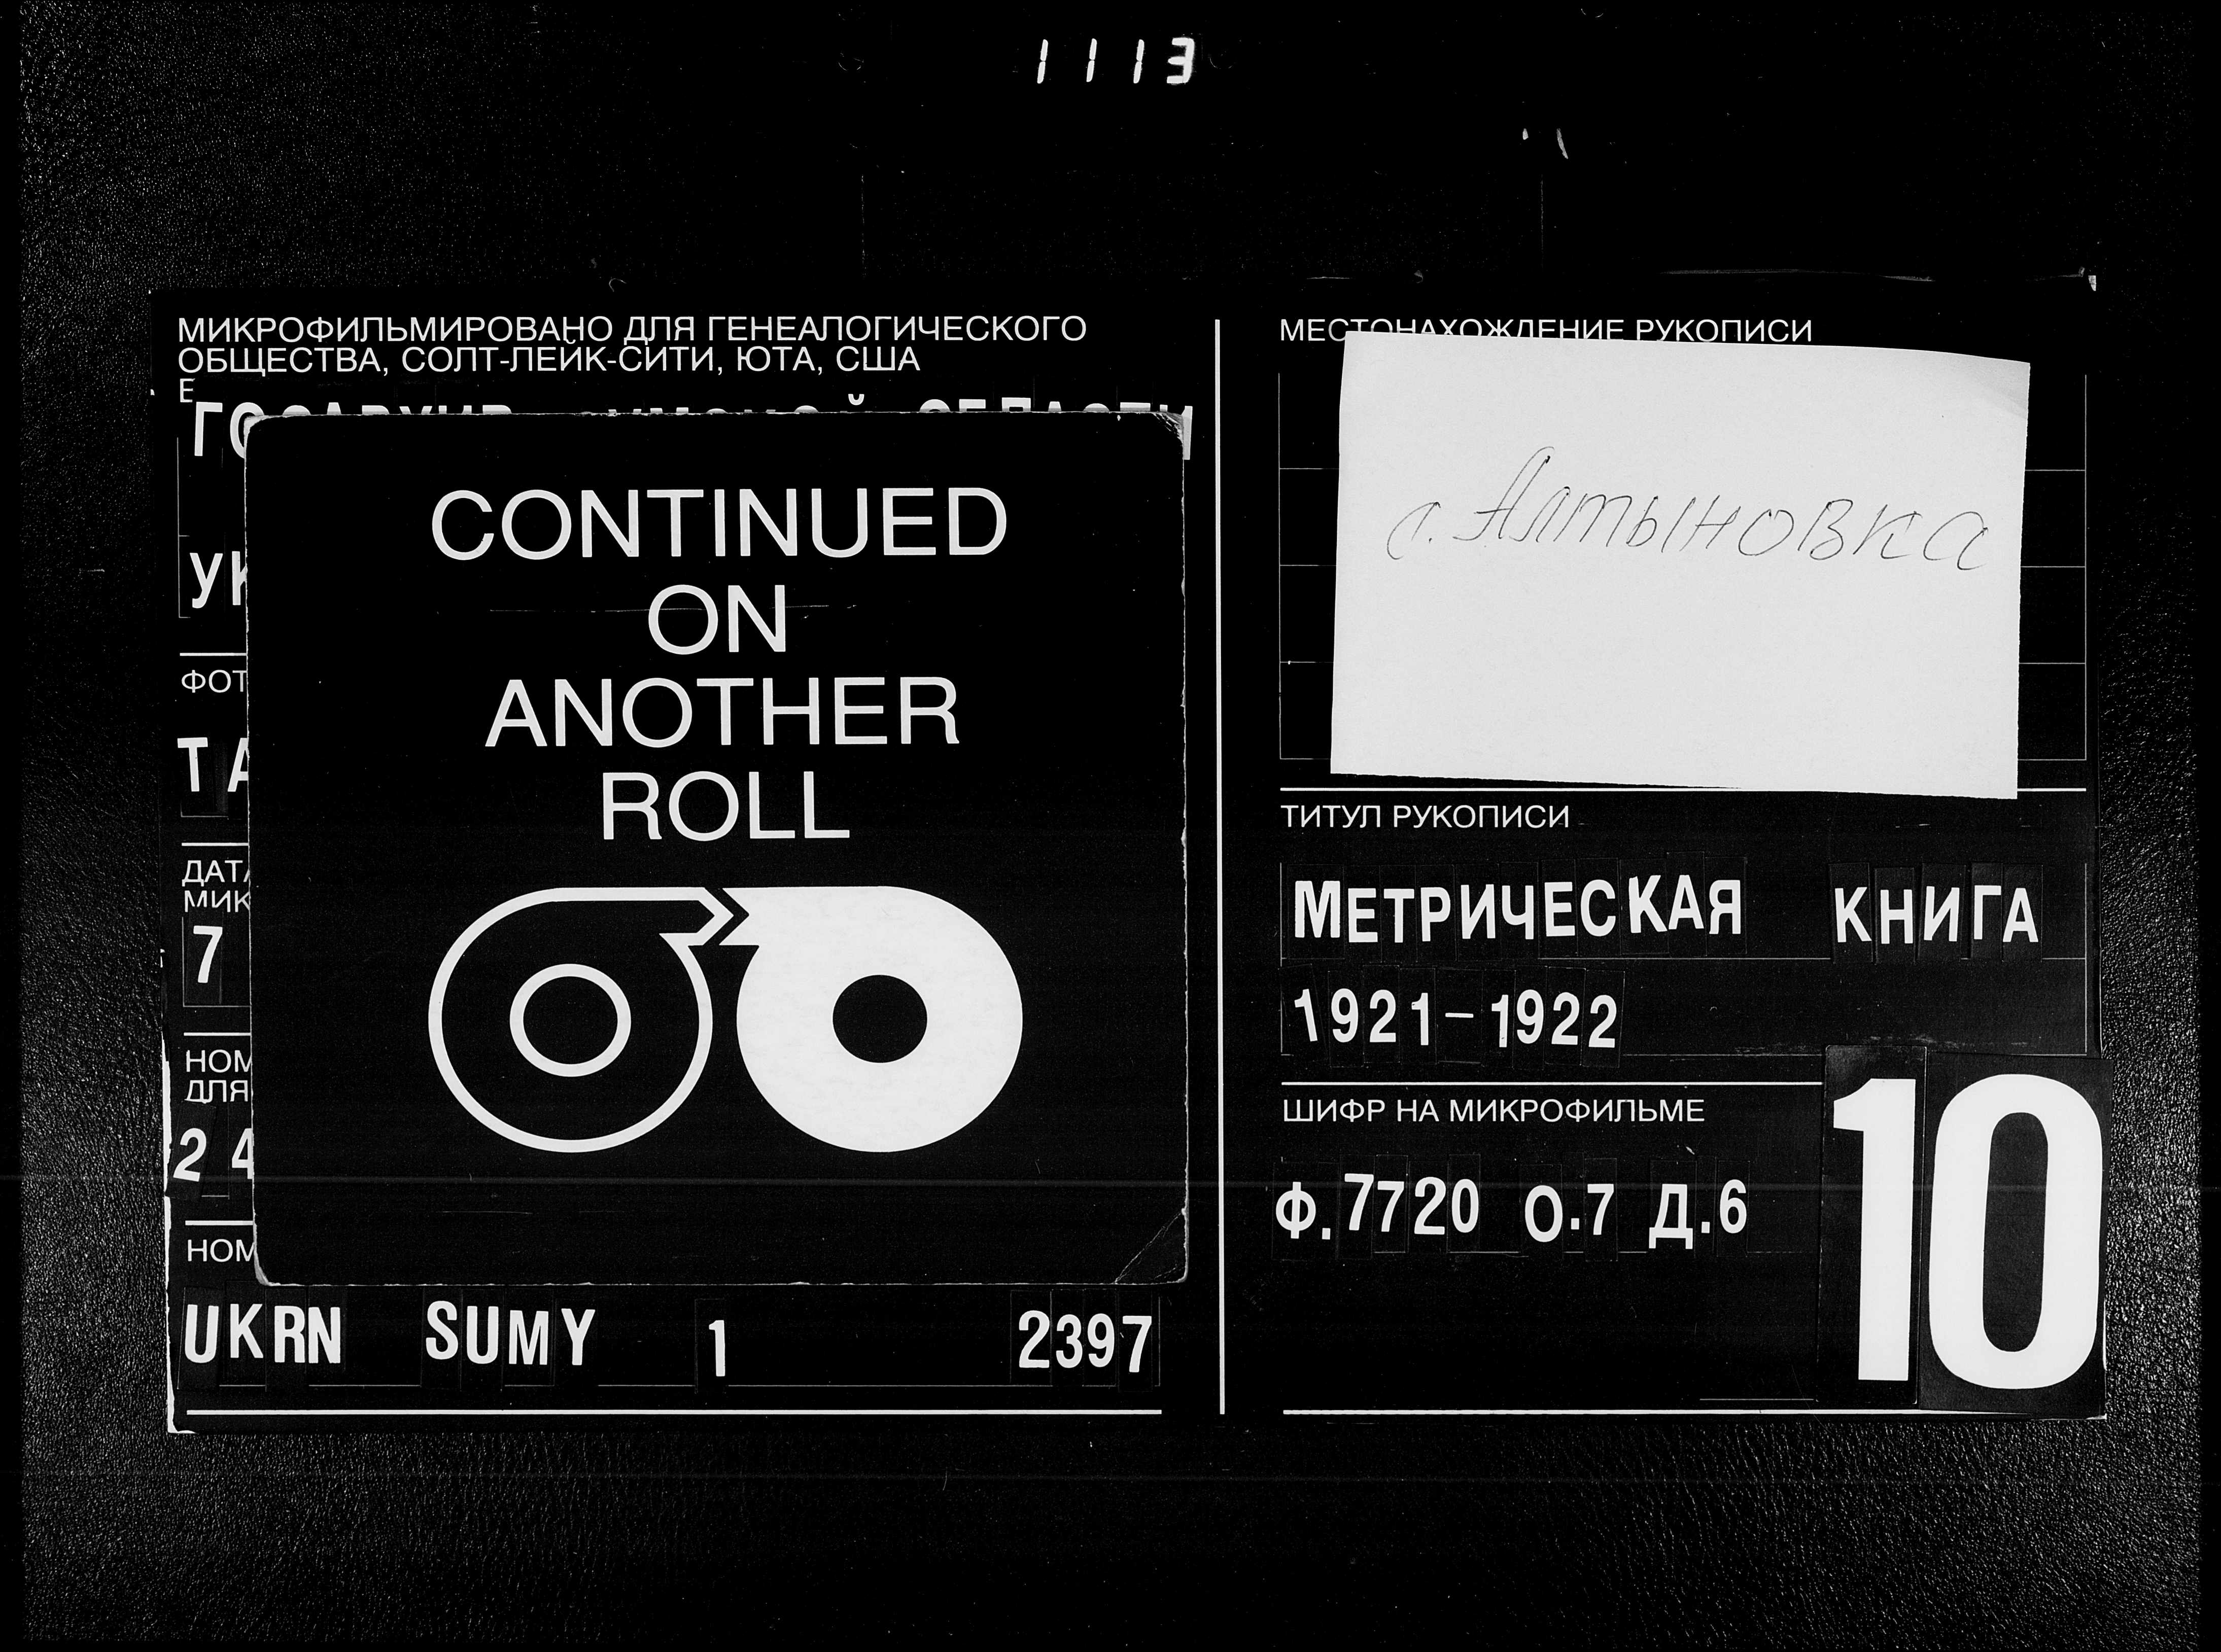 1113
МИКРОФИЛЬМИРОВАНО ДЛЯ ГЕНЕАЛОГИЧЕСКОГО
ОБЩЕСТВА, СОЛТ-ЛЕЙК-СИТИ, ЮТА, США
CONTINUED
ON
ANOTHER
ROLL
7
UKRN SUMY 1 2397
МЕСТОНАХОЖДЕНИЕ РУКОПИСИ
с. Алтыновка
ТИТУЛ РУКОПИСИ
МЕТРИЧЕСКАЯ КНИГА
1921-1922
ШИФР НА МИКРОФИЛЬМЕ
Ф.7720 О.7 Д.6
10